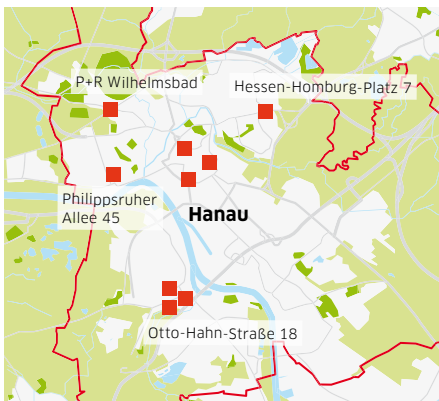 P+R Wilhelmsbad
Hessen-Homburg-Platz 7
Philippsruher
Allee 45
Hanau
Otto-Hahn-Straße 18